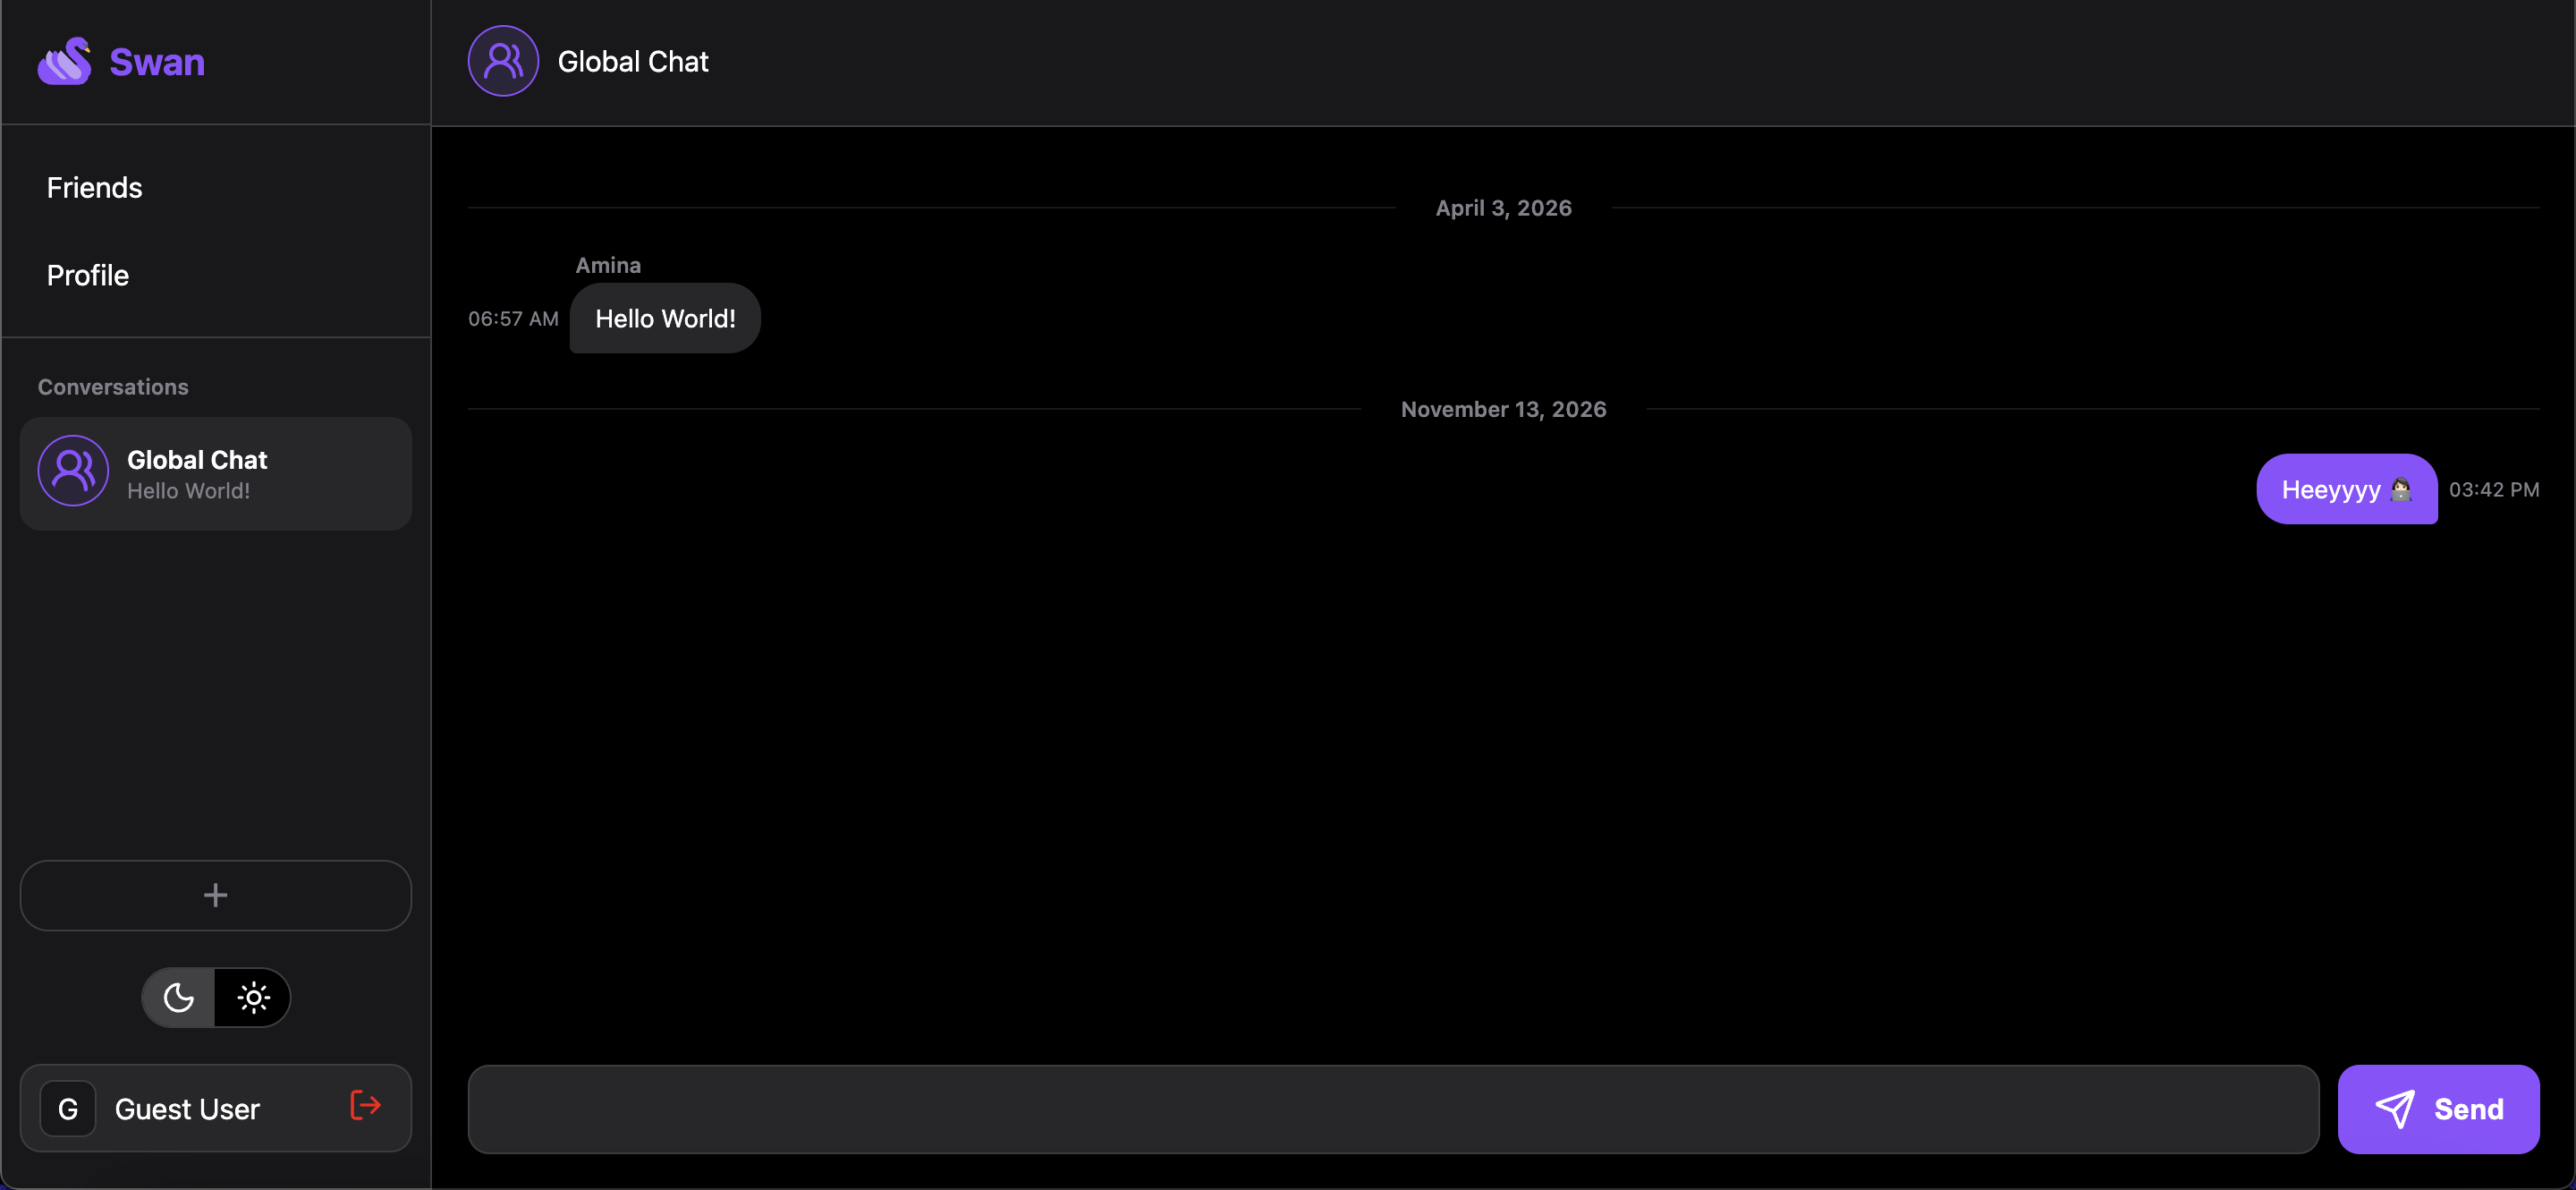 Swan
Friends
Profile
Conversations
Global Chat
Hello World!
G
Guest User
Global Chat
April 3, 2026
Amina
06:57 AM
Hello World!
November 13, 2026
Heeyyyy 👩🏻‍💻
03:42 PM
Send